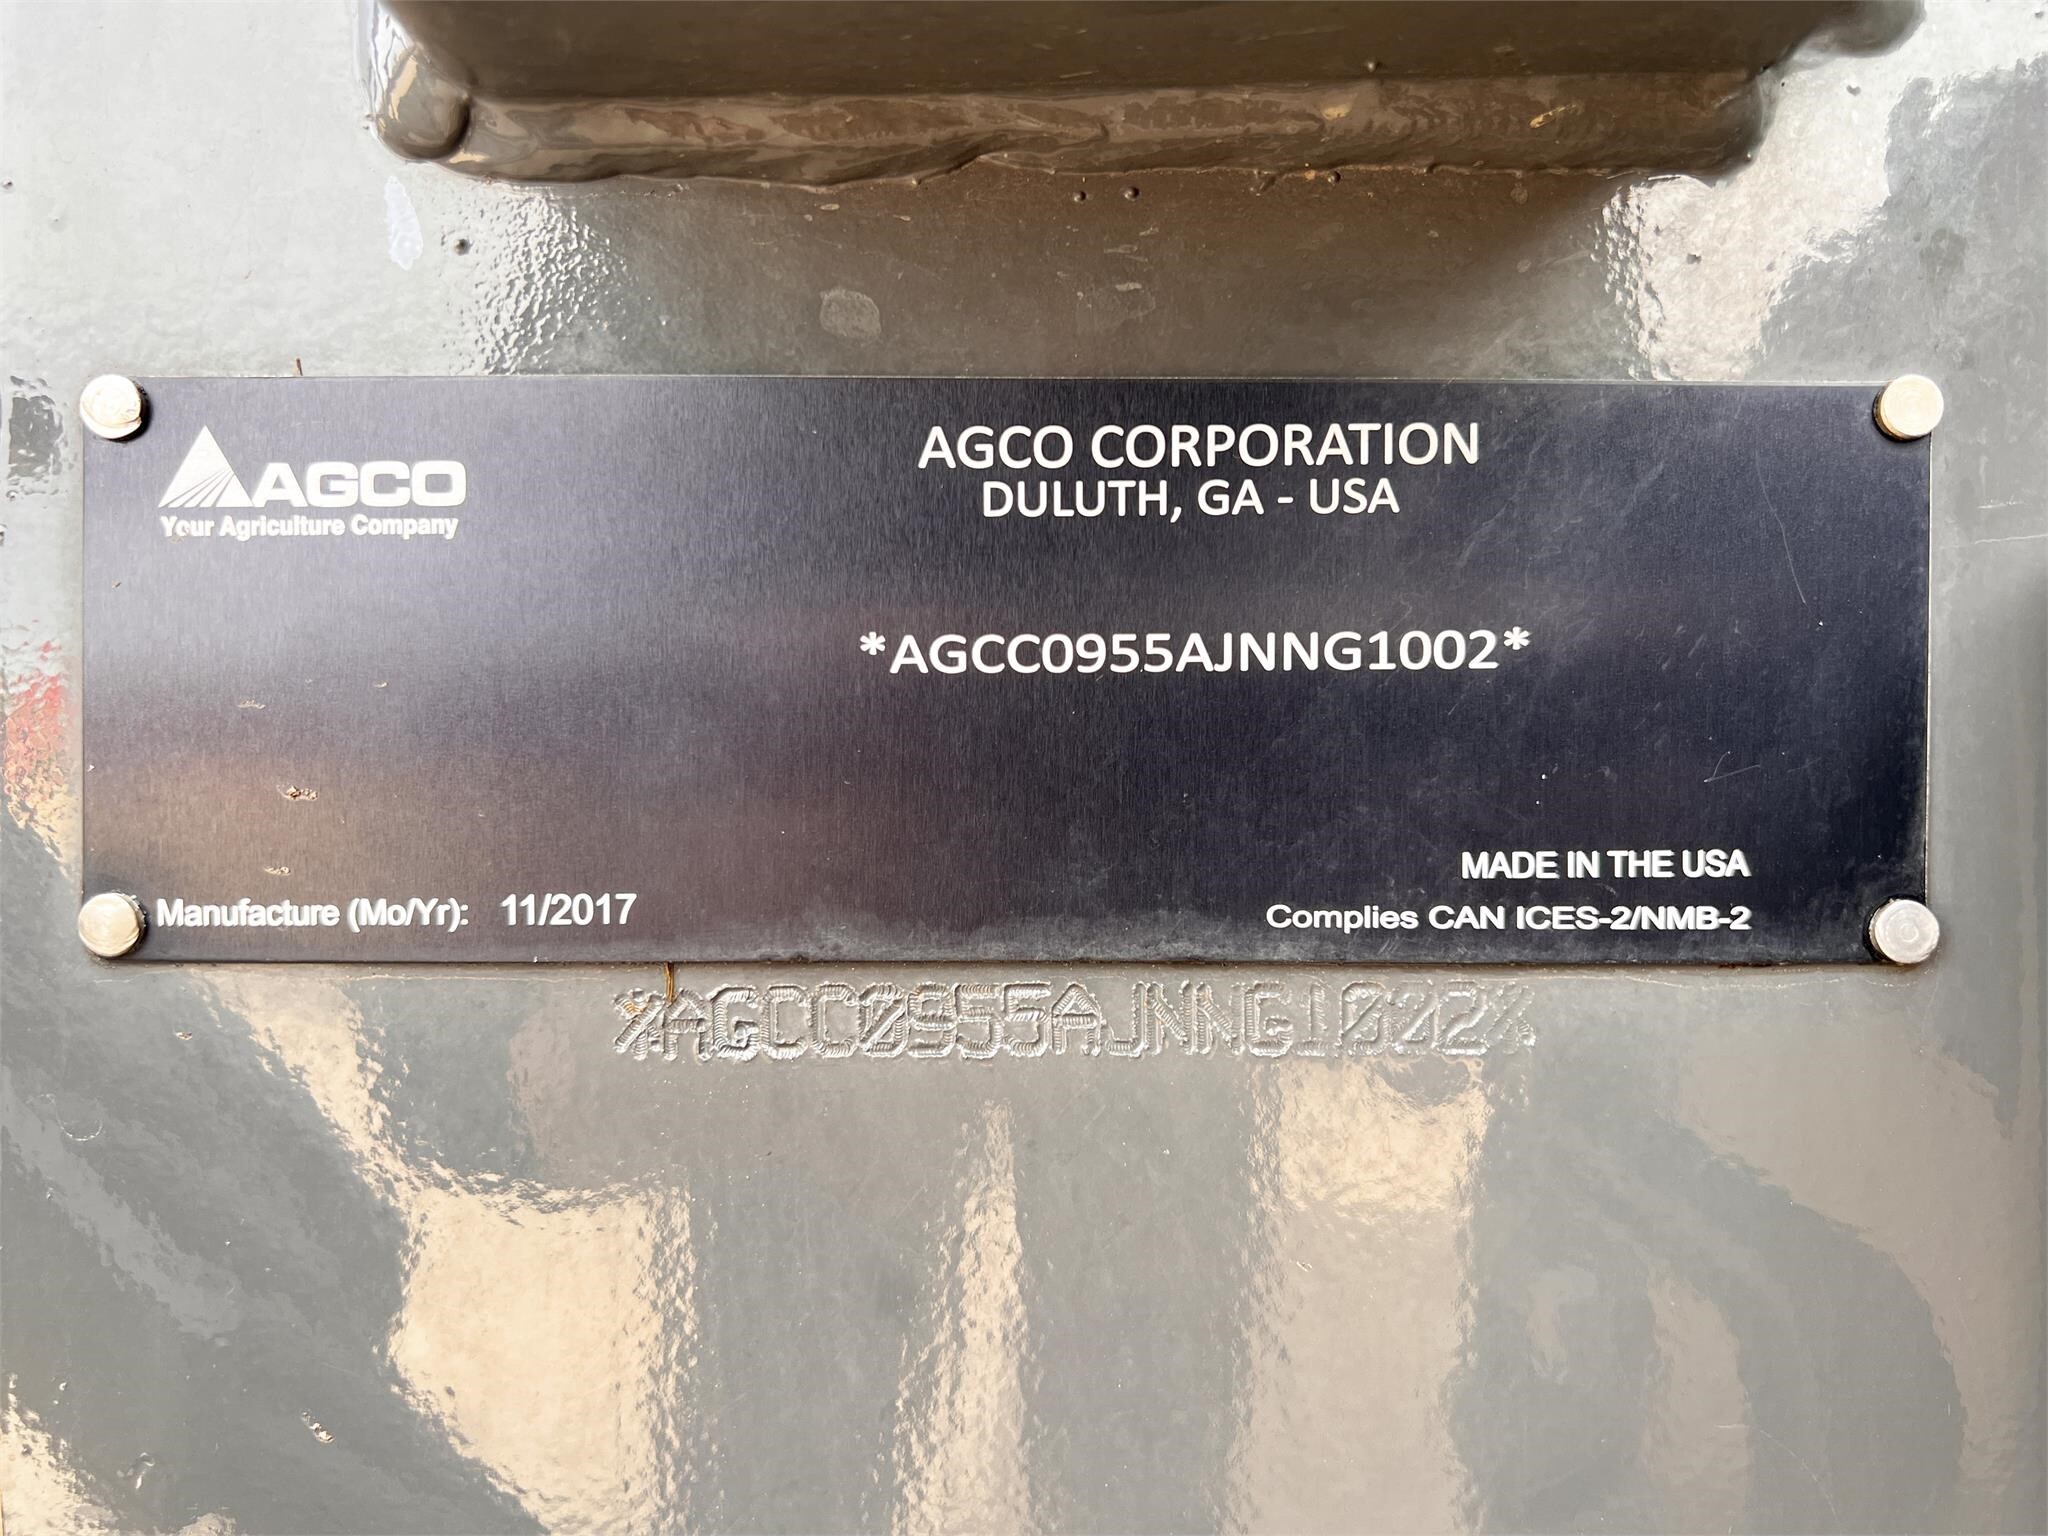 AGCO
Your Agriculture Company
AGCO CORPORATION
DULUTH, GA - USA
*AGCC0955AJNNG1002*
MADE IN THE USA
Manufacture (Mo/Yr): 11/2017
Complies CAN ICES-2/NMB-2
*AGCC0955AJNNG1002*